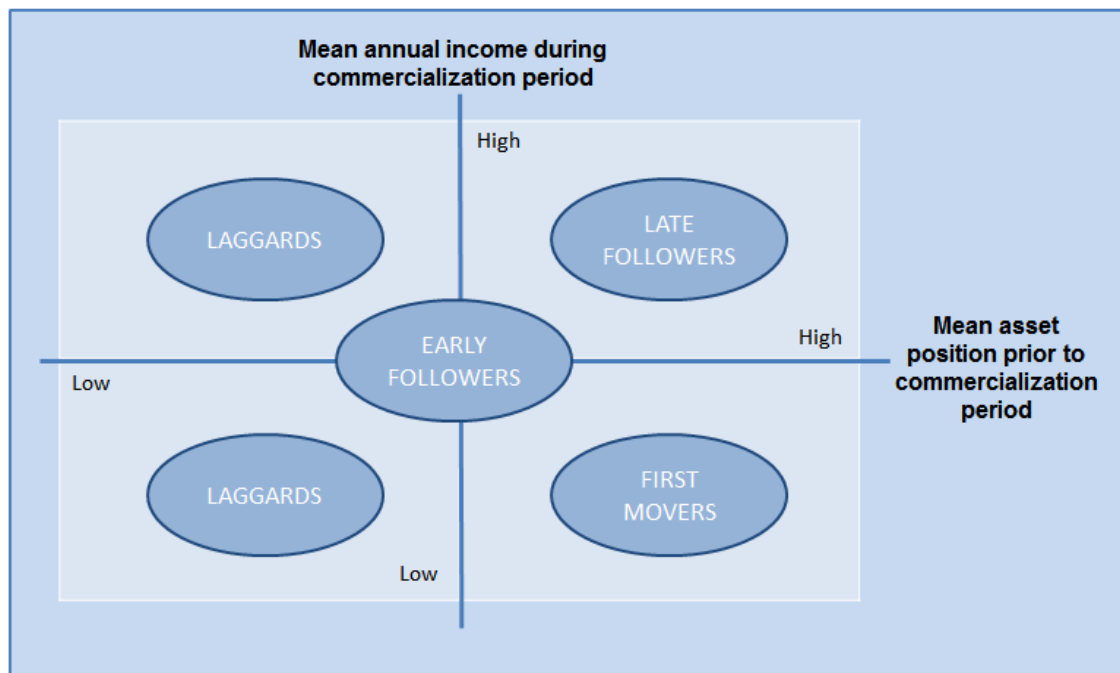 Mean annual income during
commercialization period
High
LAGGARDS
LATE
FOLLOWERS
EARLY
FOLLOWERS
High
Low
Mean asset
position prior to
commercialization
period
LAGGARDS
FIRST
MOVERS
Low